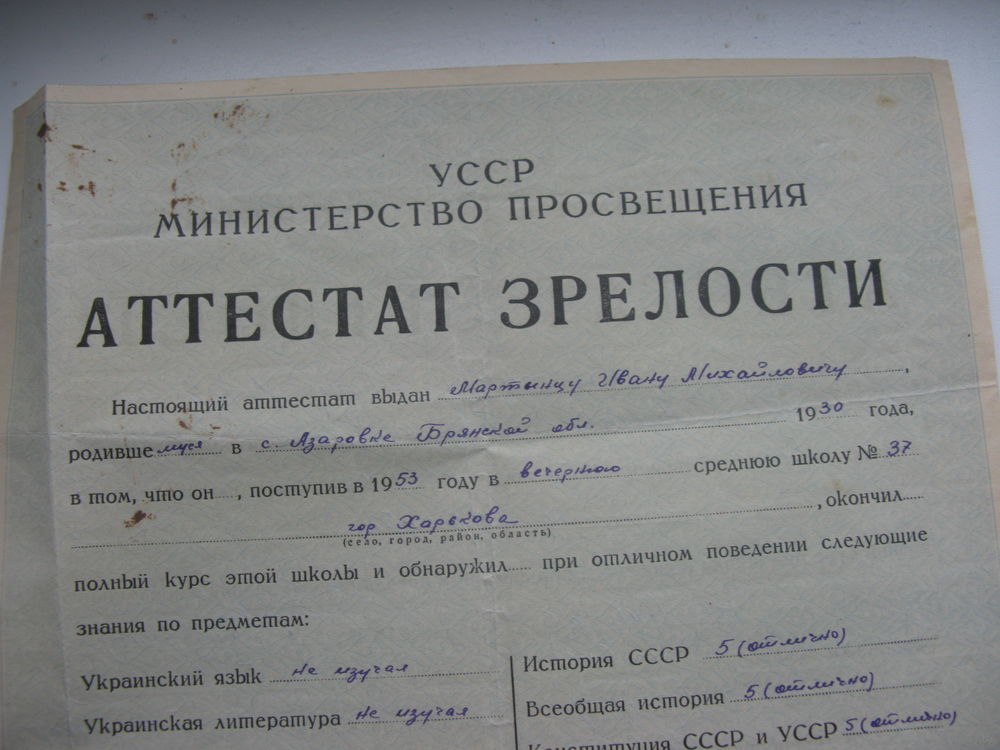 УССР
МИНИСТЕРСТВО ПРОСВЕЩЕНИЯ
АТТЕСТАТ ЗРЕЛОСТИ
Настоящий аттестат выдан Мартынцу Ивану Михайловичу,
родившемуся в с. Азаровке Брянской обл. 1930 года,
в том, что он, поступив в 1953 году в вечернюю среднюю школу № 37
гор Харькова, окончил
(село, город, район, область)
полный курс этой школы и обнаружил при отличном поведении следующие
знания по предметам:
Украинский язык не изучал
Украинская литература не изучал
История СССР 5 (отлично)
Всеобщая история 5 (отлично)
Конституция СССР и УССР 5 (отлично)